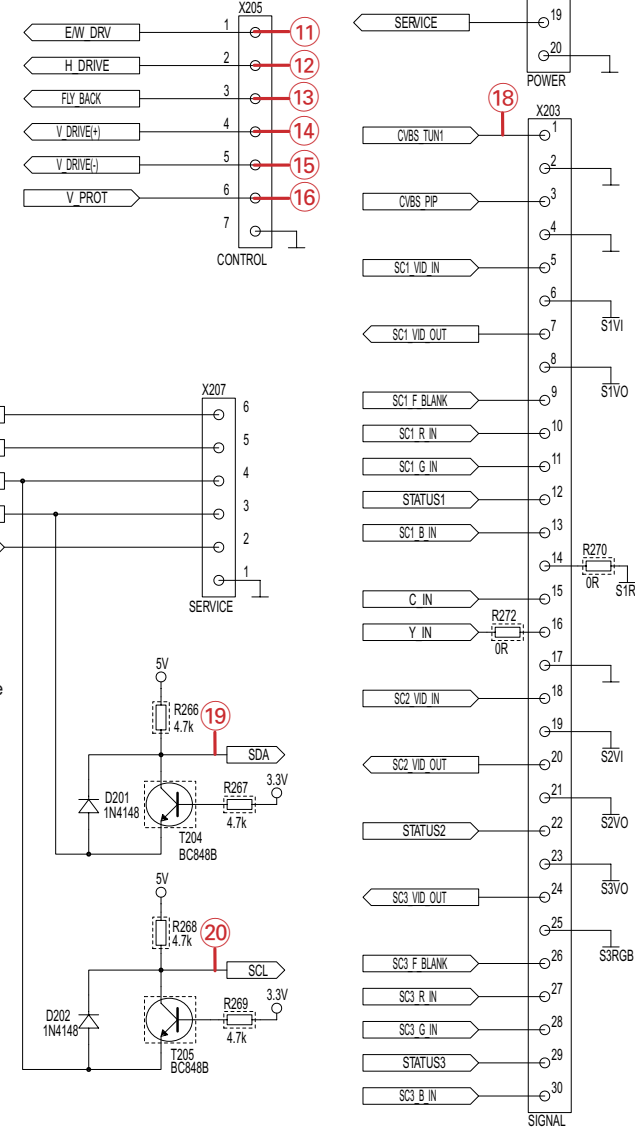 X205
E/W_DRV 1 11
H_DRIVE 2 12
FLY_BACK 3 13
V_DRIVE(+) 4 14
V_DRIVE(-) 5 15
V_PROT 6 16
7
CONTROL
SERVICE 19
20
POWER
18
X203
CVBS_TUN1 1
2
CVBS_PIP 3
4
SC1_VID_IN 5
6
S1VI
SC1_VID_OUT 7
8
S1VO
SC1_F_BLANK 9
SC1_R_IN 10
SC1_G_IN 11
STATUS1 12
SC1_B_IN 13
14 R270
0R S1R
C_IN 15
Y_IN R272 16
0R
17
SC2_VID_IN 18
19
S2VI
SC2_VID_OUT 20
21
S2VO
STATUS2 22
23
S3VO
SC3_VID_OUT 24
25
S3RGB
SC3_F_BLANK 26
SC3_R_IN 27
SC3_G_IN 28
STATUS3 29
SC3_B_IN 30
SIGNAL
X207
6
5
4
3
2
1
SERVICE
e
5V
R266 19
4.7k
SDA
D201
1N4148
R267 3.3V
4.7k
T204
BC848B
5V
R268 20
4.7k
SCL
D202
1N4148
R269 3.3V
4.7k
T205
BC848B